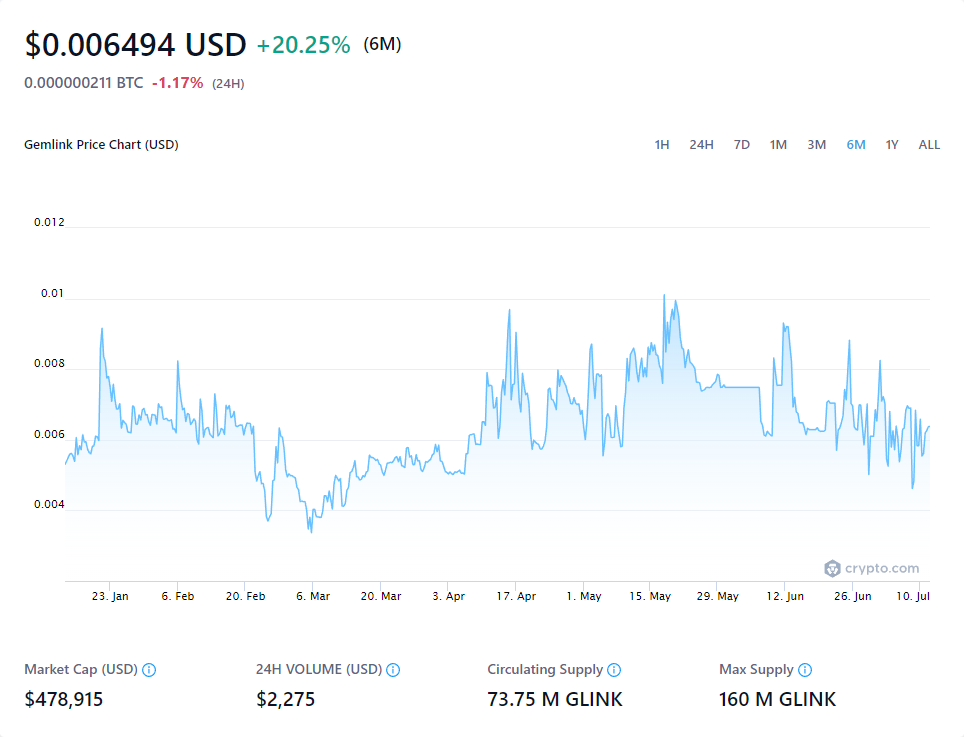 $0.006494 USD +20.25% (6M)
0.000000211 BTC -1.17% (24H)
Gemlink Price Chart (USD) 1H 24H 7D 1M 3M 6M 1Y ALL
0.012
0.01
0.008
0.006
0.004
crypto.com
23. Jan 6. Feb 20. Feb 6. Mar 20. Mar 3. Apr 17. Apr 1. May 15. May 29. May 12. Jun 26. Jun 10. Jul
Market Cap (USD) 24H VOLUME (USD) Circulating Supply Max Supply
$478,915 $2,275 73.75 M GLINK 160 M GLINK